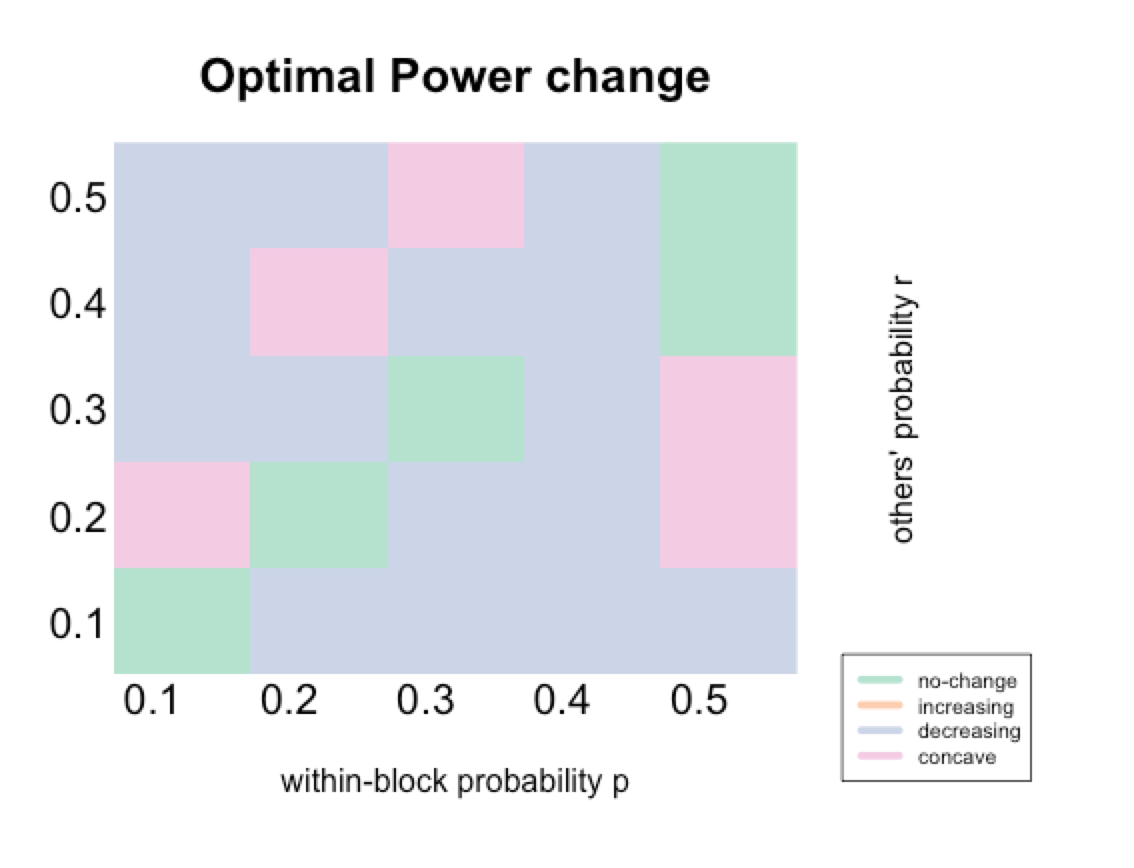 Optimal Power change
0.5
0.4
0.3
0.2
0.1
0.1 0.2 0.3 0.4 0.5
within-block probability p
others' probability r
no-change
increasing
decreasing
concave